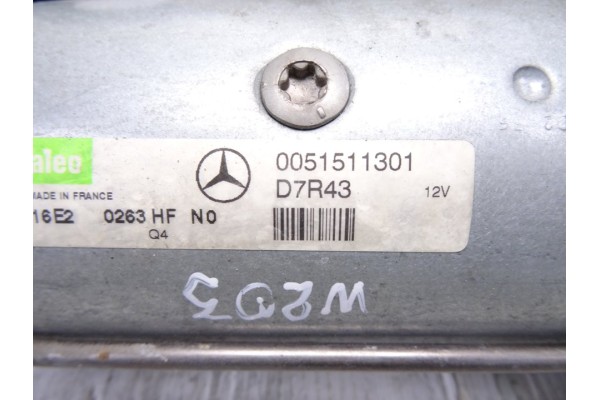 aleo
MADE IN FRANCE
16E2 0263 HF N0
Q4
0051511301
D7R43 12V
W203